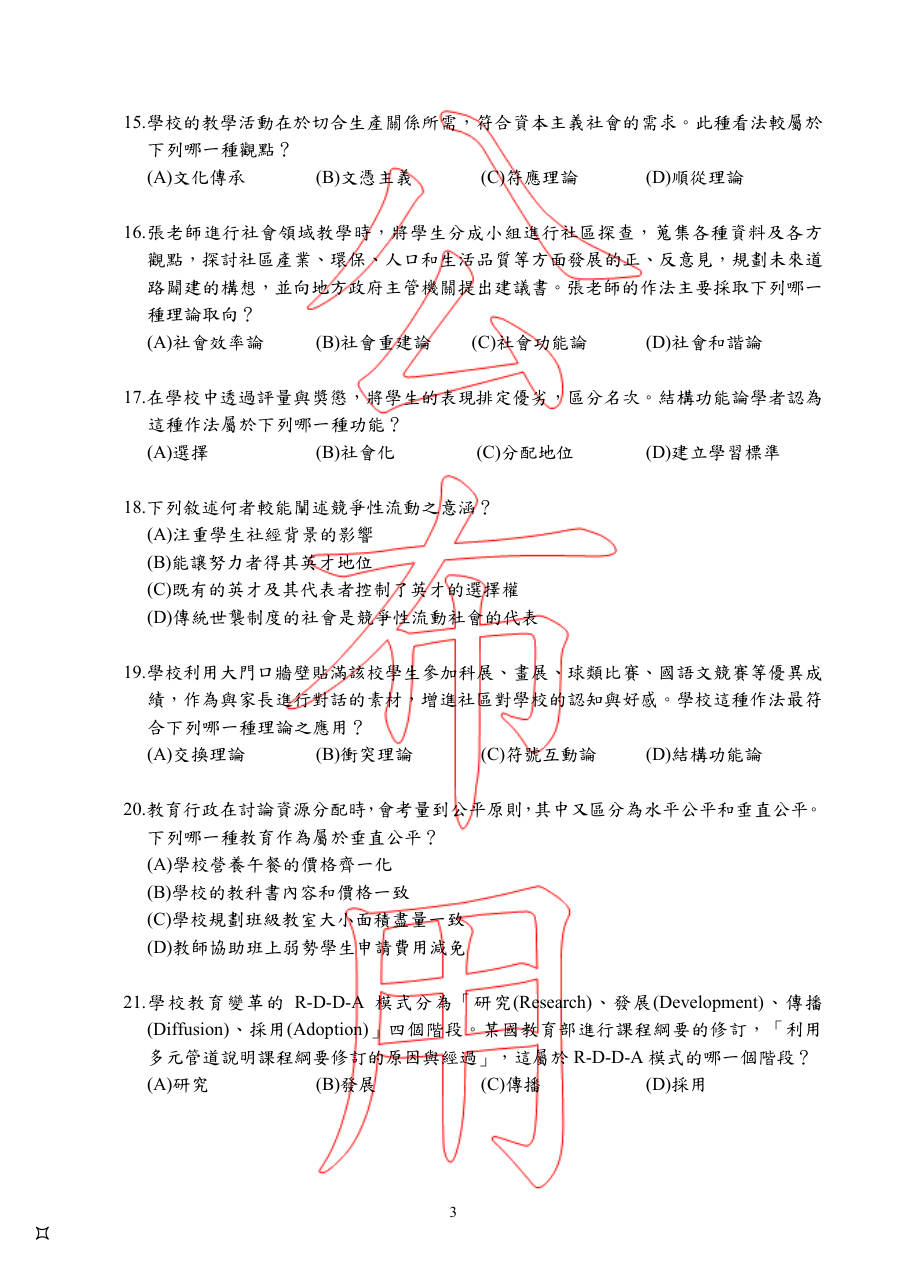 15.學校的教學活動在於切合生產關係所需，符合資本主義社會的需求。此種看法較屬於
下列哪一種觀點？
(A)文化傳承 (B)文憑主義 (C)符應理論 (D)順從理論
16.張老師進行社會領域教學時，將學生分成小組進行社區探查，蒐集各種資料及各方
觀點，探討社區產業、環保、人口和生活品質等方面發展的正、反意見，規劃未來道
路闢建的構想，並向地方政府主管機關提出建議書。張老師的作法主要採取下列哪一
種理論取向？
(A)社會效率論 (B)社會重建論 (C)社會功能論 (D)社會和諧論
17.在學校中透過評量與獎懲，將學生的表現排定優劣，區分名次。結構功能論學者認為
這種作法屬於下列哪一種功能？
(A)選擇 (B)社會化 (C)分配地位 (D)建立學習標準
18.下列敘述何者較能闡述競爭性流動之意涵？
(A)注重學生社經背景的影響
(B)能讓努力者得其英才地位
(C)既有的英才及其代表者控制了英才的選擇權
(D)傳統世襲制度的社會是競爭性流動社會的代表
19.學校利用大門口牆壁貼滿該校學生參加科展、畫展、球類比賽、國語文競賽等優異成
績，作為與家長進行對話的素材，增進社區對學校的認知與好感。學校這種作法最符
合下列哪一種理論之應用？
(A)交換理論 (B)衝突理論 (C)符號互動論 (D)結構功能論
20.教育行政在討論資源分配時，會考量到公平原則，其中又區分為水平公平和垂直公平。
下列哪一種教育作為屬於垂直公平？
(A)學校營養午餐的價格齊一化
(B)學校的教科書內容和價格一致
(C)學校規劃班級教室大小面積盡量一致
(D)教師協助班上弱勢學生申請費用減免
21.學校教育變革的 R-D-D-A 模式分為「研究(Research)、發展(Development)、傳播
(Diffusion)、採用(Adoption)」四個階段。某國教育部進行課程綱要的修訂，「利用
多元管道說明課程綱要修訂的原因與經過」，這屬於 R-D-D-A 模式的哪一個階段？
(A)研究 (B)發展 (C)傳播 (D)採用
公布用
3